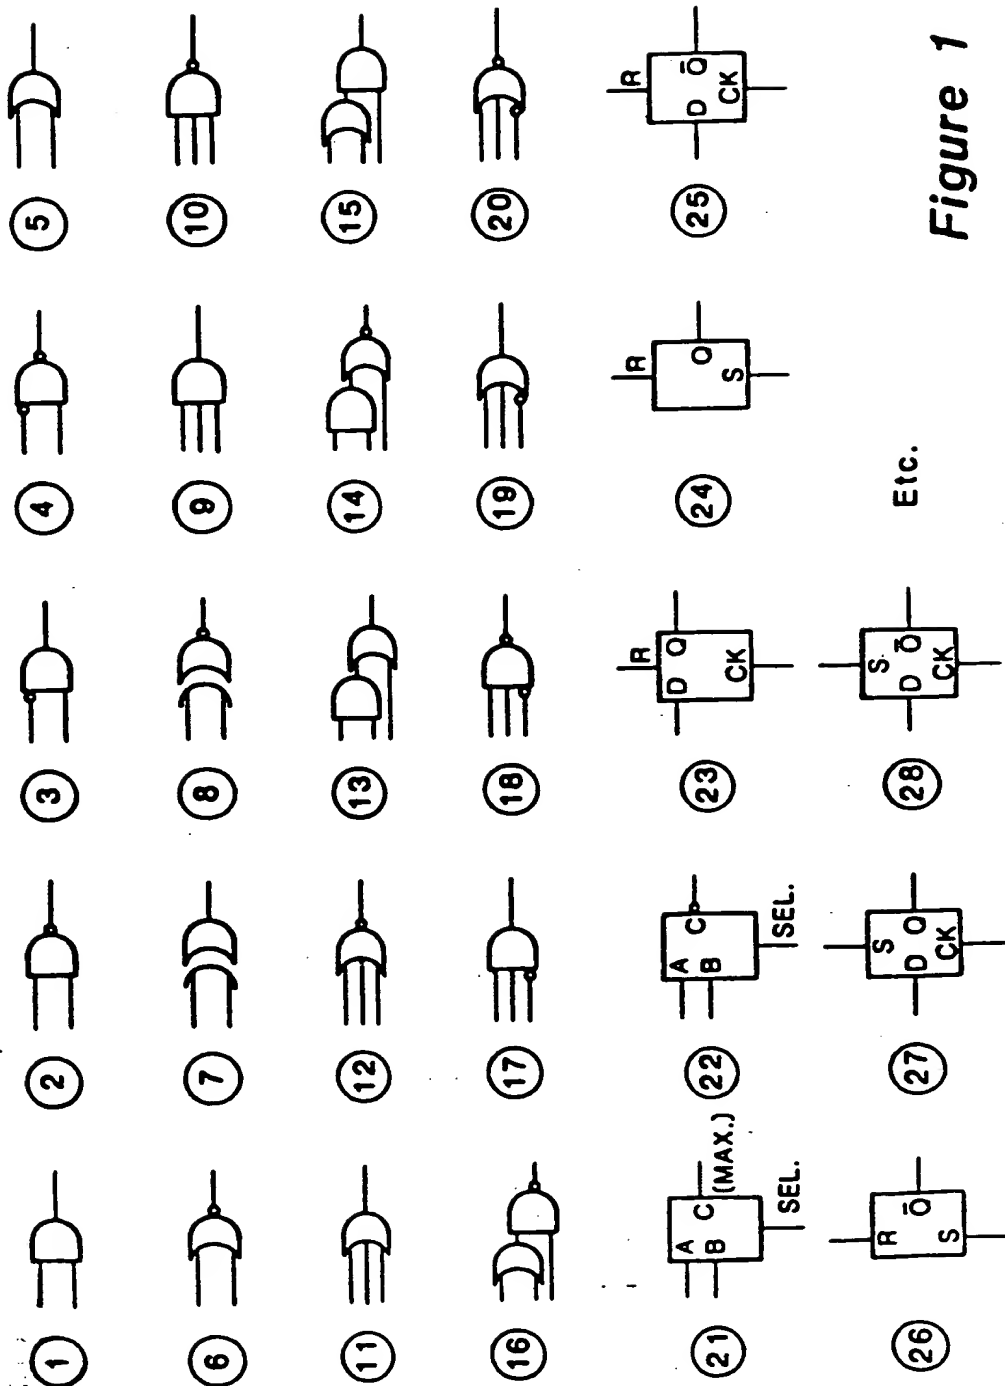 1 2 3 4 5
6 7 8 9 10
11 12 13 14 15
16 17 18 19 20
21 A B C (MAX.) SEL.
22 A B C SEL.
23 R D Q CK
24 R Q S
25 R D Q̄ CK
26 R Q̄ S
27 S D Q CK
28 S D Q̄ CK
Etc.
Figure 1